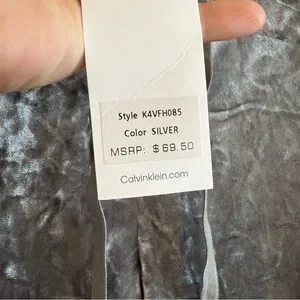 Style K4VFH085
Color SILVER
MSRP: $69.50
Calvinklein.com